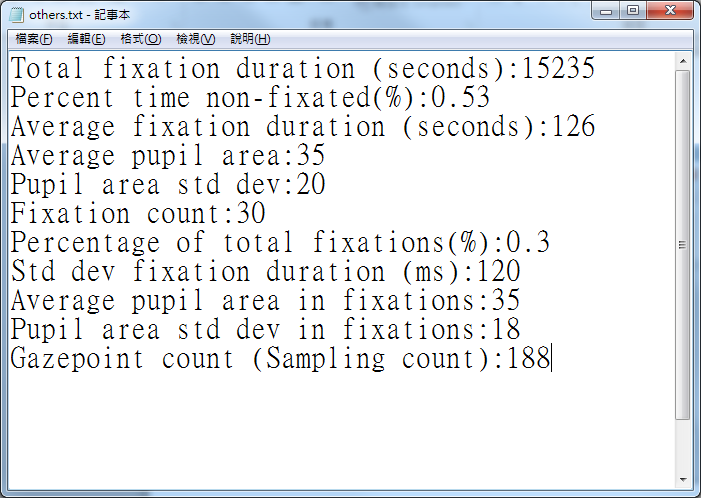 others.txt - 記事本
檔案(F) 編輯(E) 格式(O) 檢視(V) 說明(H)
Total fixation duration (seconds):15235
Percent time non-fixated(%):0.53
Average fixation duration (seconds):126
Average pupil area:35
Pupil area std dev:20
Fixation count:30
Percentage of total fixations(%):0.3
Std dev fixation duration (ms):120
Average pupil area in fixations:35
Pupil area std dev in fixations:18
Gazepoint count (Sampling count):188